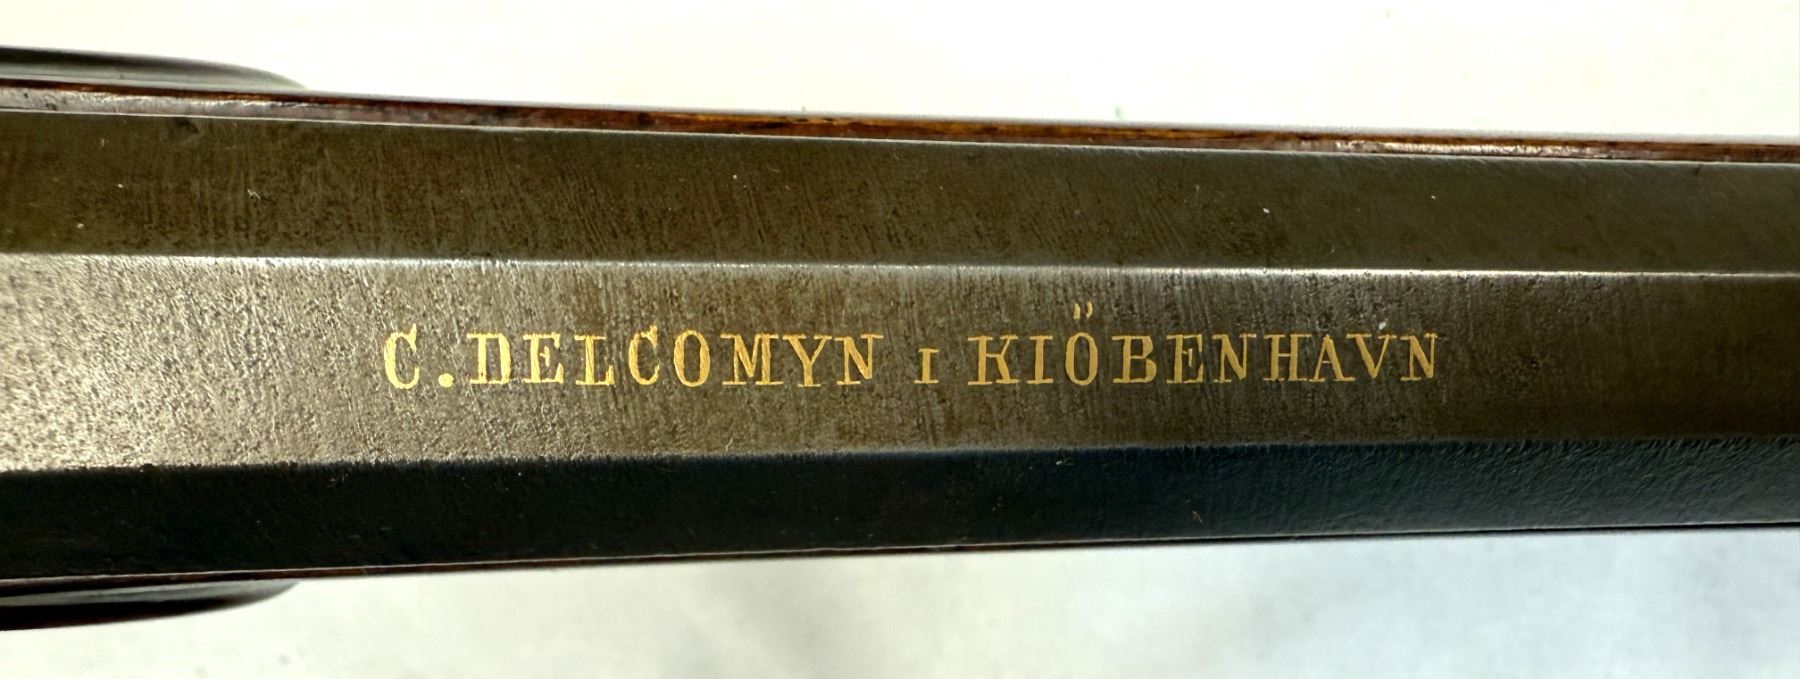 C. DELCOMYN I KIÖBENHAVN